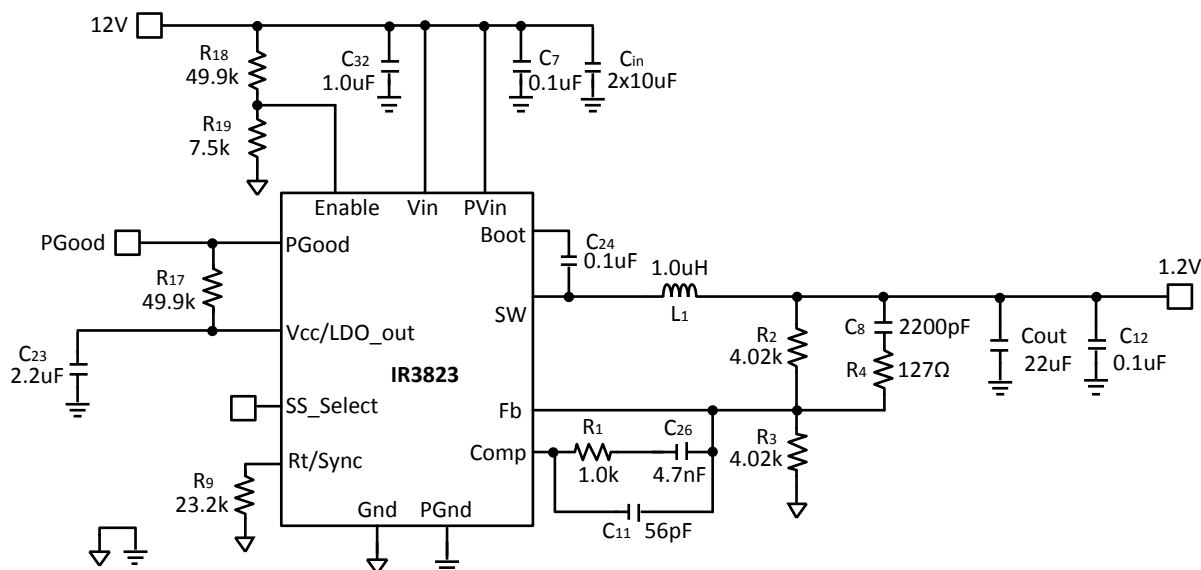 12V
R18
49.9k
C32
1.0uF
C7
0.1uF
Cin
2x10uF
R19
7.5k
Enable
Vin
PVin
PGood
PGood
Boot
C24
0.1uF
R17
49.9k
1.0uH
L1
1.2V
SW
Vcc/LDO_out
C23
2.2uF
R2
4.02k
C8
2200pF
R4
127Ω
Cout
22uF
C12
0.1uF
IR3823
SS_Select
Fb
R1
1.0k
C26
4.7nF
R3
4.02k
Comp
Rt/Sync
R9
23.2k
Gnd
PGnd
C11
56pF